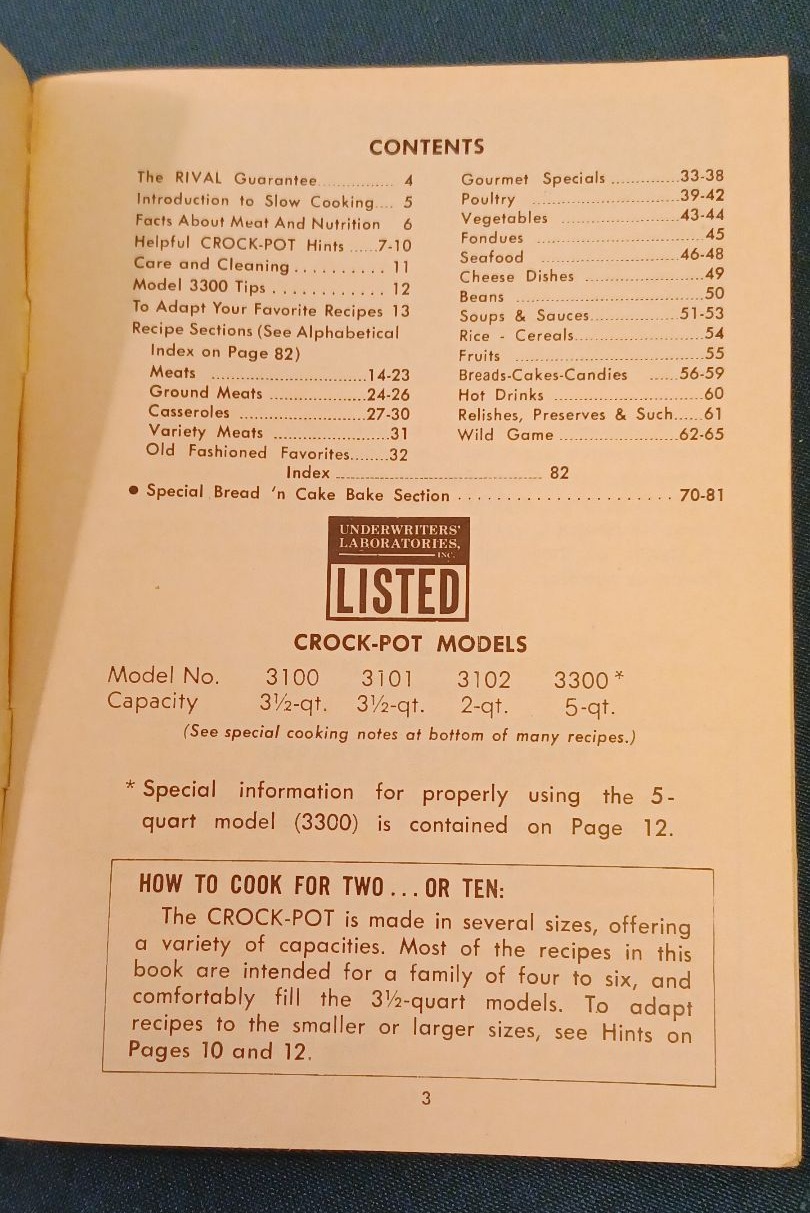 CONTENTS
The RIVAL Guarantee............... 4
Introduction to Slow Cooking.... 5
Facts About Meat And Nutrition 6
Helpful CROCK-POT Hints ......7-10
Care and Cleaning.......... 11
Model 3300 Tips............ 12
To Adapt Your Favorite Recipes 13
Recipe Sections (See Alphabetical
Index on Page 82)
Meats ...............................14-23
Ground Meats ...................24-26
Casseroles .........................27-30
Variety Meats .......................31
Old Fashioned Favorites........32
Gourmet Specials ............33-38
Poultry .........................39-42
Vegetables .....................43-44
Fondues ..............................45
Seafood ..........................46-48
Cheese Dishes .....................49
Beans ..................................50
Soups & Sauces...............51-53
Rice - Cereals.......................54
Fruits ..................................55
Breads-Cakes-Candies ......56-59
Hot Drinks ..........................60
Relishes, Preserves & Such......61
Wild Game .....................62-65
Index ........................................ 82
● Special Bread 'n Cake Bake Section ...................... 70-81
UNDERWRITERS'
LABORATORIES,
INC.
LISTED
CROCK-POT MODELS
Model No. 3100 3101 3102 3300*
Capacity 3½-qt. 3½-qt. 2-qt. 5-qt.
(See special cooking notes at bottom of many recipes.)
* Special information for properly using the 5-
quart model (3300) is contained on Page 12.
HOW TO COOK FOR TWO...OR TEN:
The CROCK-POT is made in several sizes, offering
a variety of capacities. Most of the recipes in this
book are intended for a family of four to six, and
comfortably fill the 3½-quart models. To adapt
recipes to the smaller or larger sizes, see Hints on
Pages 10 and 12.
3